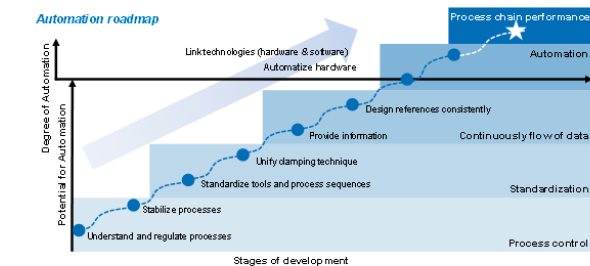 Automation roadmap
Process chain performance
Link technologies (hardware & software)
Automation
Automatize hardware
Degree of Automation
Design references consistently
Provide information
Continuously flow of data
Potential for Automation
Unify clamping technique
Standardize tools and process sequences
Standardization
Stabilize processes
Understand and regulate processes
Process control
Stages of development